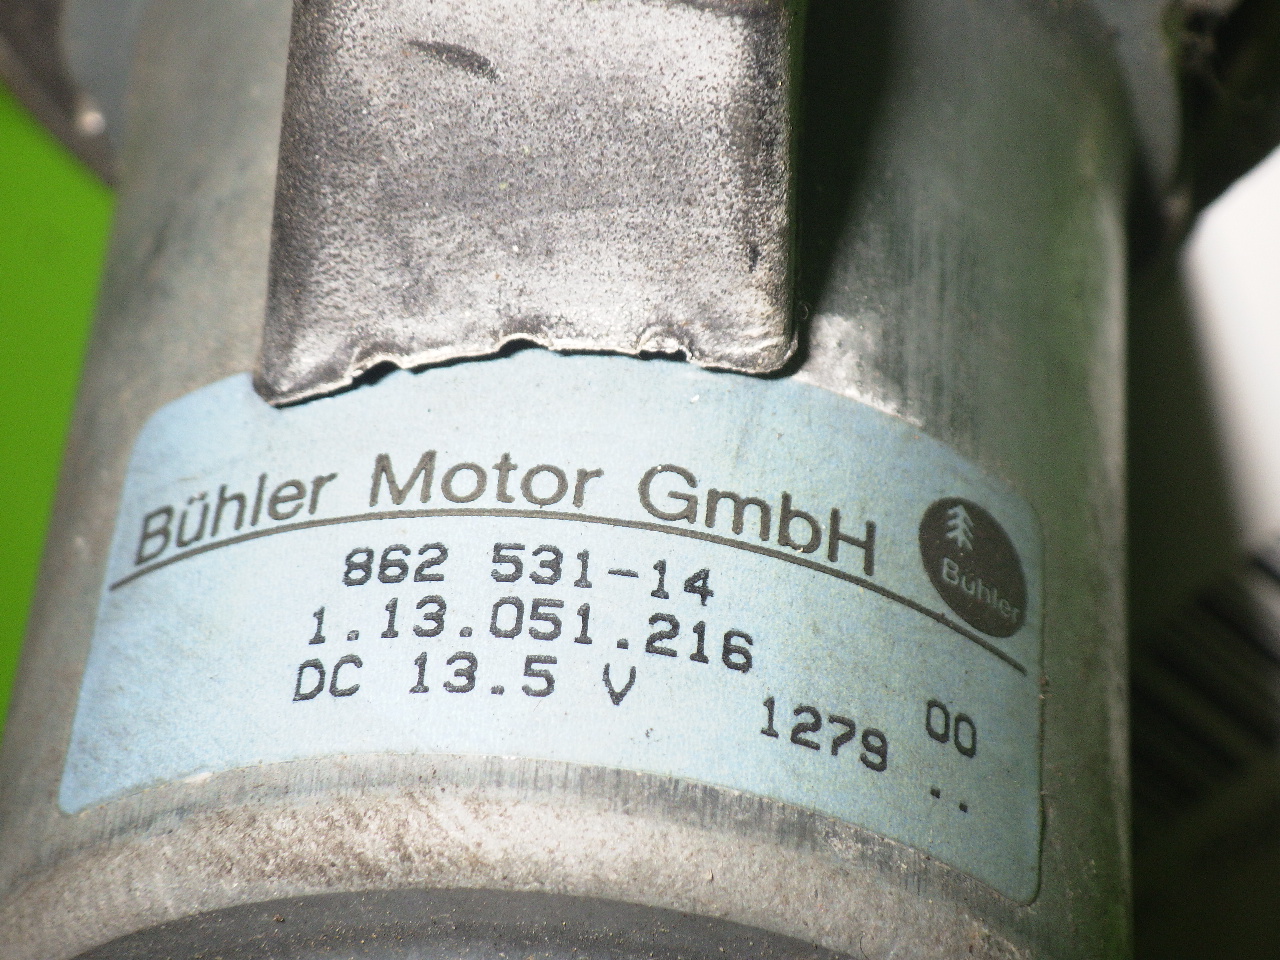 Bühler Motor GmbH
Bühler
862 531-14
1.13.051.216
DC 13.5 V
1279 00
..